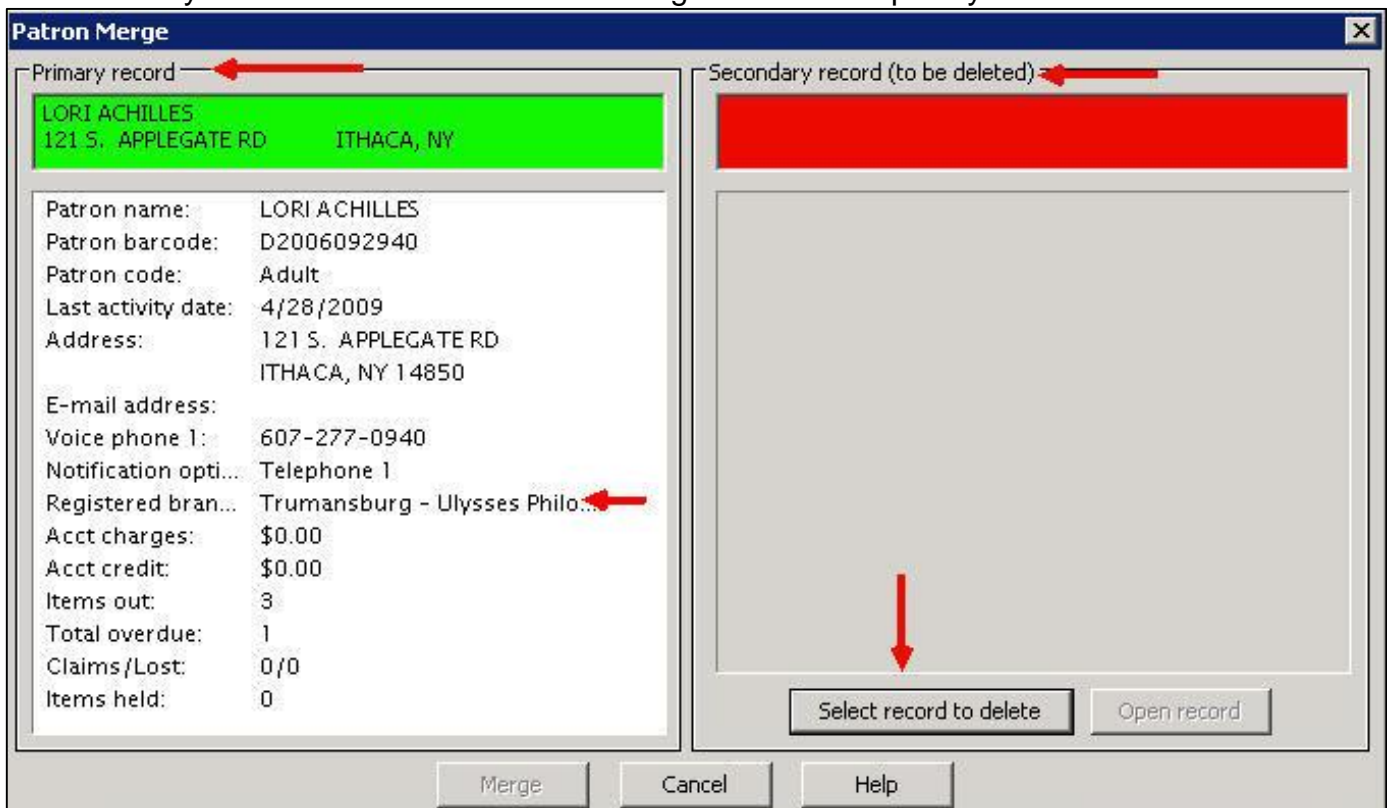 Patron Merge
Primary record
LORI ACHILLES
121 S. APPLEGATE RD ITHACA, NY
Patron name: LORI ACHILLES
Patron barcode: D2006092940
Patron code: Adult
Last activity date: 4/28/2009
Address: 121 S. APPLEGATE RD
ITHACA, NY 14850
E-mail address:
Voice phone 1: 607-277-0940
Notification opti... Telephone 1
Registered bran... Trumansburg - Ulysses Philo...
Acct charges: $0.00
Acct credit: $0.00
Items out: 3
Total overdue: 1
Claims/Lost: 0/0
Items held: 0
Secondary record (to be deleted)
Select record to delete Open record
Merge Cancel Help